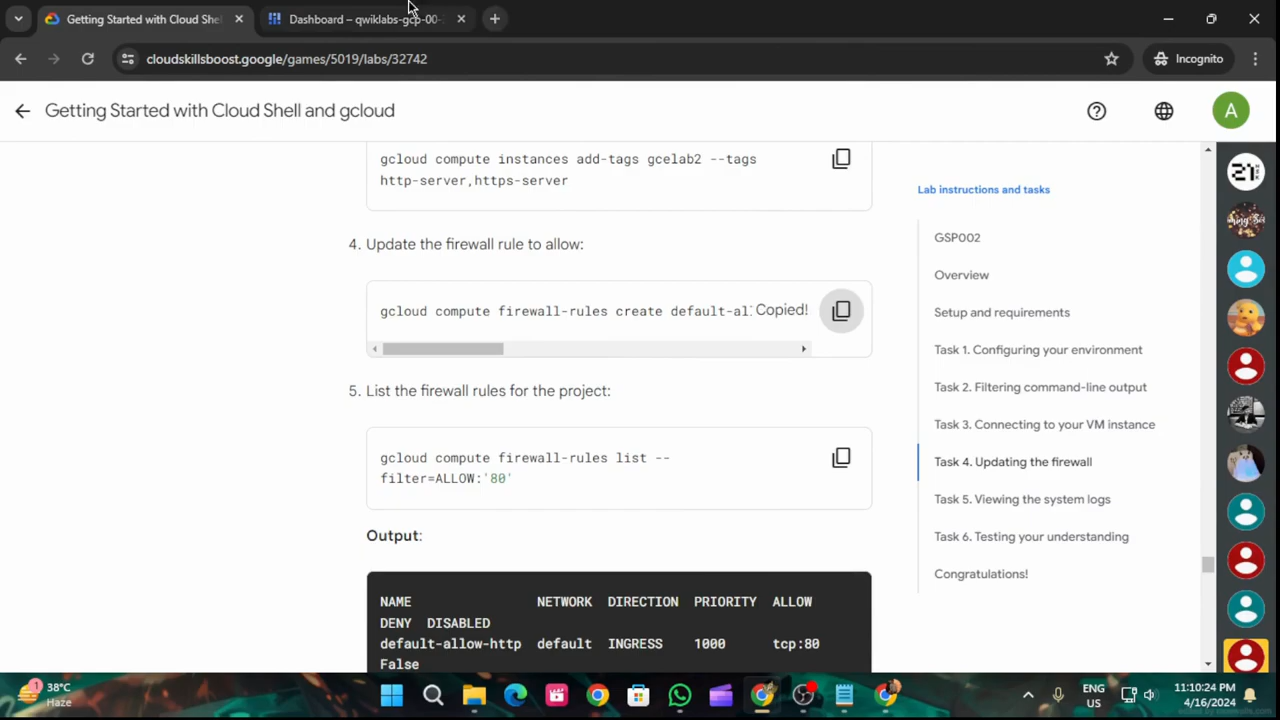 Getting Started with Cloud Shel
Dashboard – qwiklabs-gcp-00-
cloudskillsboost.google/games/5019/labs/32742
Incognito
Getting Started with Cloud Shell and gcloud
A
gcloud compute instances add-tags gcelab2 --tags
http-server,https-server
4. Update the firewall rule to allow:
gcloud compute firewall-rules create default-al
Copied!
5. List the firewall rules for the project:
gcloud compute firewall-rules list --
filter=ALLOW:'80'
Output:
NAME NETWORK DIRECTION PRIORITY ALLOW
DENY DISABLED
default-allow-http default INGRESS 1000 tcp:80
False
Lab instructions and tasks
GSP002
Overview
Setup and requirements
Task 1. Configuring your environment
Task 2. Filtering command-line output
Task 3. Connecting to your VM instance
Task 4. Updating the firewall
Task 5. Viewing the system logs
Task 6. Testing your understanding
Congratulations!
21
1
38°C
Haze
ENG
US
11:10:24 PM
4/16/2024